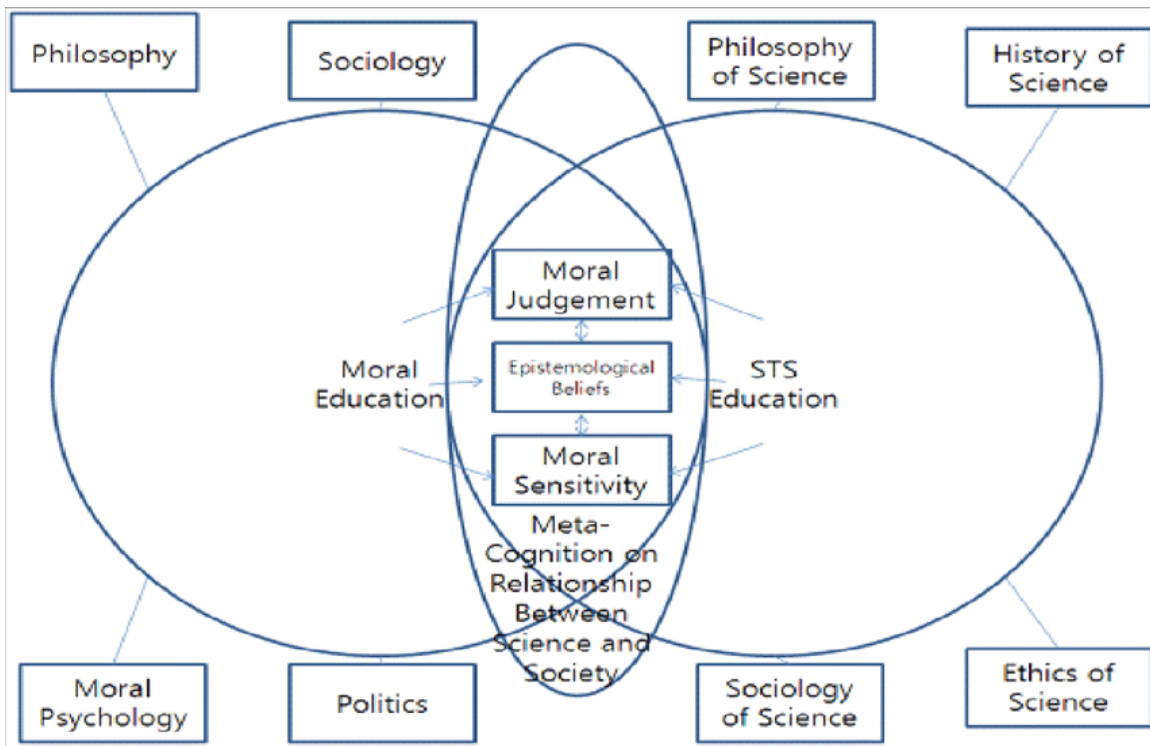 Philosophy
Sociology
Philosophy
of Science
History of
Science
Moral
Judgement
Moral
Education
Epistemological
Beliefs
STS
Education
Moral
Sensitivity
Meta-
Cognition on
Relationship
Between
Science and
Society
Moral
Psychology
Politics
Sociology
of Science
Ethics of
Science